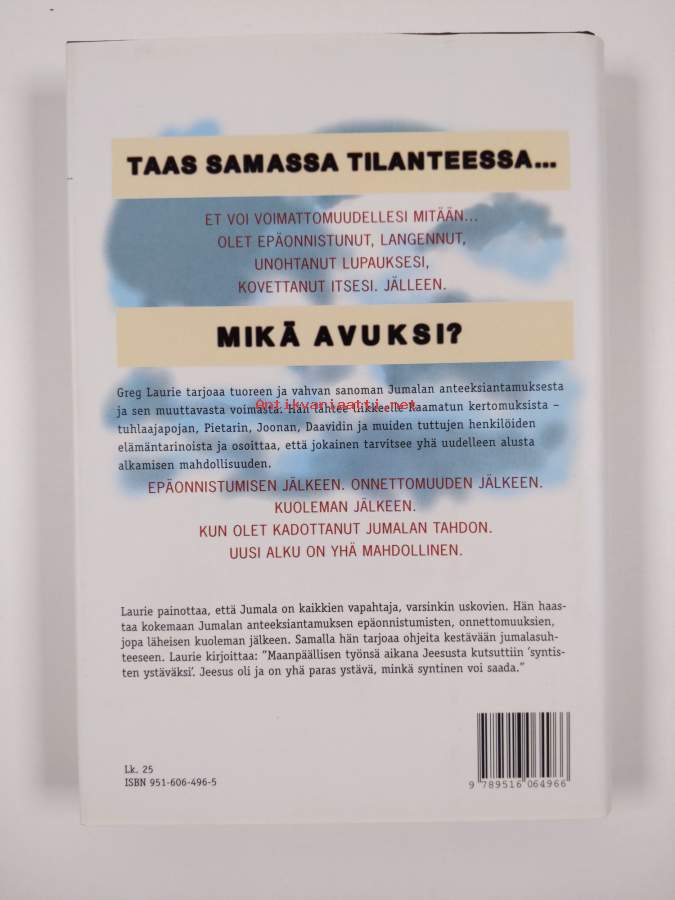 TAAS SAMASSA TILANTEESSA...
ET VOI VOIMATTOMUUDELLESI MITÄÄN...
OLET EPÄONNISTUNUT, LANGENNUT,
UNOHTANUT LUPAUKSESI,
KOVETTANUT ITSESI. JÄLLEEN.
MIKÄ AVUKSI?
Greg Laurie tarjoaa tuoreen ja vahvan sanoman Jumalan anteeksiantamuksesta
Antikvariaatti.net
ja sen muuttavasta voimasta. Hän lähtee liikkeelle Raamatun kertomuksista –
tuhlaajapojan, Pietarin, Joonan, Daavidin ja muiden tuttujen henkilöiden
elämäntarinoista ja osoittaa, että jokainen tarvitsee yhä uudelleen alusta
alkamisen mahdollisuuden.
EPÄONNISTUMISEN JÄLKEEN. ONNETTOMUUDEN JÄLKEEN.
KUOLEMAN JÄLKEEN.
KUN OLET KADOTTANUT JUMALAN TAHDON.
UUSI ALKU ON YHÄ MAHDOLLINEN.
Laurie painottaa, että Jumala on kaikkien vapahtaja, varsinkin uskovien. Hän haas-
taa kokemaan Jumalan anteeksiantamuksen epäonnistumisten, onnettomuuksien,
jopa läheisen kuoleman jälkeen. Samalla hän tarjoaa ohjeita kestävään jumalasuh-
teeseen. Laurie kirjoittaa: ”Maanpäällisen työnsä aikana Jeesusta kutsuttiin ’syntis-
ten ystäväksi’. Jeesus oli ja on yhä paras ystävä, minkä syntinen voi saada.”
Lk. 25
ISBN 951-606-496-5
9 789516 064966